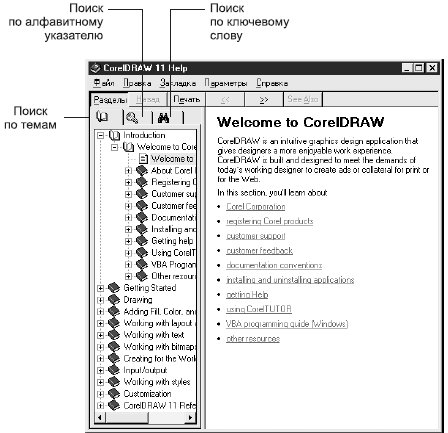 Поиск
по алфавитному
указателю
Поиск
по ключевому
слову
Поиск
по темам
CorelDRAW 11 Help
Файл Правка Закладка Параметры Справка
Разделы Назад Печать << >> See Also
Introduction
Welcome to Core
Welcome to
About Corel
Registering C
Customer sup
Customer fee
Documentati
Installing and
Getting help
Using CorelT
VBA Program
Other resour
Getting Started
Drawing
Adding Fill, Color, and
Working with layout
Working with text
Working with bitmaps
Creating for the Worl
Input/output
Working with styles
Customization
CorelDRAW 11 Refe
Welcome to CorelDRAW
CorelDRAW is an intuitive graphics design application that
gives designers a more enjoyable work experience.
CorelDRAW is built and designed to meet the demands of
today's working designer to create ads or collateral for print or
for the Web.
In this section, you'll learn about
• Corel Corporation
• registering Corel products
• customer support
• customer feedback
• documentation conventions
• installing and uninstalling applications
• getting Help
• using CorelTUTOR
• VBA programming guide (Windows)
• other resources